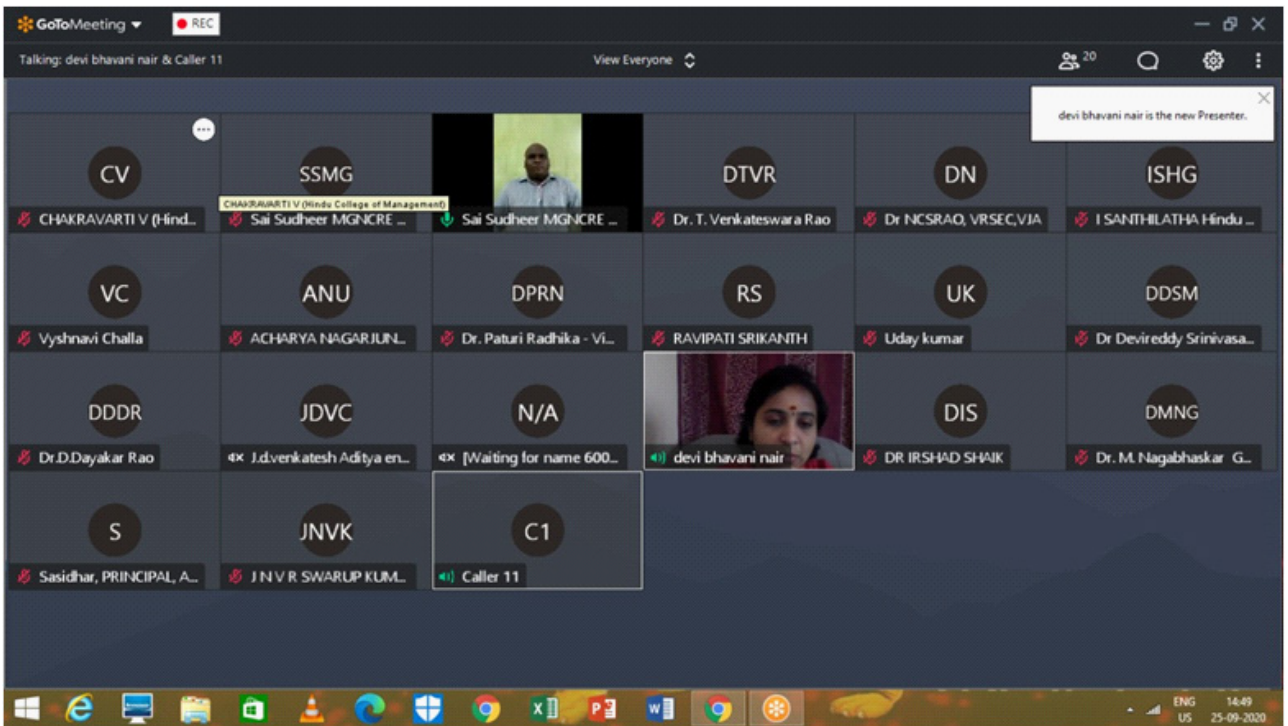 GoToMeeting
REC
Talking: devi bhavani nair & Caller 11
View Everyone
20
devi bhavani nair is the new Presenter.
CV
SSMG
DTVR
DN
ISHG
CHAKRAVARTI V (Hindu College of Management)
CHAKRAVARTI V (Hind...
Sai Sudheer MGNCRE ...
Sai Sudheer MGNCRE ...
Dr. T. Venkateswara Rao
Dr NCSRAO, VRSEC,VJA
I SANTHILATHA Hindu ...
VC
ANU
DPRN
RS
UK
DDSM
Vyshnavi Challa
ACHARYA NAGARJUN...
Dr. Paturi Radhika - Vi...
RAVIPATI SRIKANTH
Uday kumar
Dr Devireddy Srinivasa...
DDDR
JDVC
N/A
DIS
DMNG
Dr.D.Dayakar Rao
J.d.venkatesh Aditya en...
[Waiting for name 600...
devi bhavani nair
DR IRSHAD SHAIK
Dr. M. Nagabhaskar G...
S
JNVK
C1
Sasidhar, PRINCIPAL, A...
J N V R SWARUP KUM...
Caller 11
ENG
US
14:49
25-09-2020